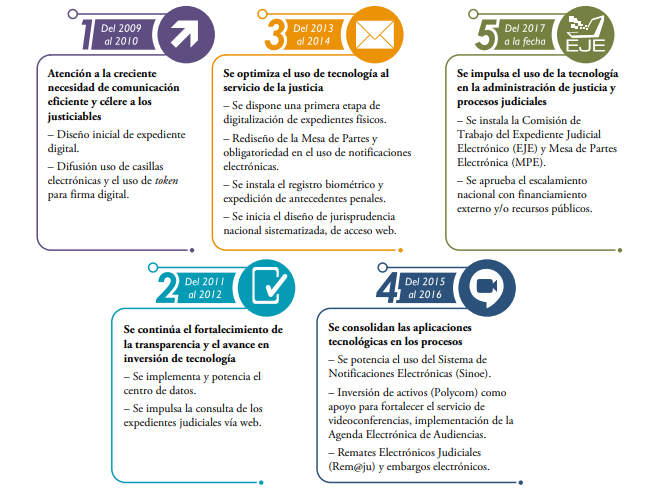 1
Del 2009
al 2010
Atención a la creciente
necesidad de comunicación
eficiente y célere a los
justiciables
– Diseño inicial de expediente
digital.
– Difusión uso de casillas
electrónicas y el uso de token
para firma digital.
2
Del 2011
al 2012
Se continúa el fortalecimiento de
la transparencia y el avance en
inversión de tecnología
– Se implementa y potencia el
centro de datos.
– Se impulsa la consulta de los
expedientes judiciales vía web.
3
Del 2013
al 2014
Se optimiza el uso de tecnología al
servicio de la justicia
– Se dispone una primera etapa de
digitalización de expedientes físicos.
– Rediseño de la Mesa de Partes y
obligatoriedad en el uso de notificaciones
electrónicas.
– Se instala el registro biométrico y
expedición de antecedentes penales.
– Se inicia el diseño de jurisprudencia
nacional sistematizada, de acceso web.
4
Del 2015
al 2016
Se consolidan las aplicaciones
tecnológicas en los procesos
– Se potencia el uso del Sistema de
Notificaciones Electrónicas (Sinoe).
– Inversión de activos (Polycom) como
apoyo para fortalecer el servicio de
videoconferencias, implementación de la
Agenda Electrónica de Audiencias.
– Remates Electrónicos Judiciales
(Rem@ju) y embargos electrónicos.
5
Del 2017
a la fecha
EJE
Se impulsa el uso de la tecnología
en la administración de justicia y
procesos judiciales
– Se instala la Comisión de
Trabajo del Expediente Judicial
Electrónico (EJE) y Mesa de Partes
Electrónica (MPE).
– Se aprueba el escalamiento
nacional con financiamiento
externo y/o recursos públicos.